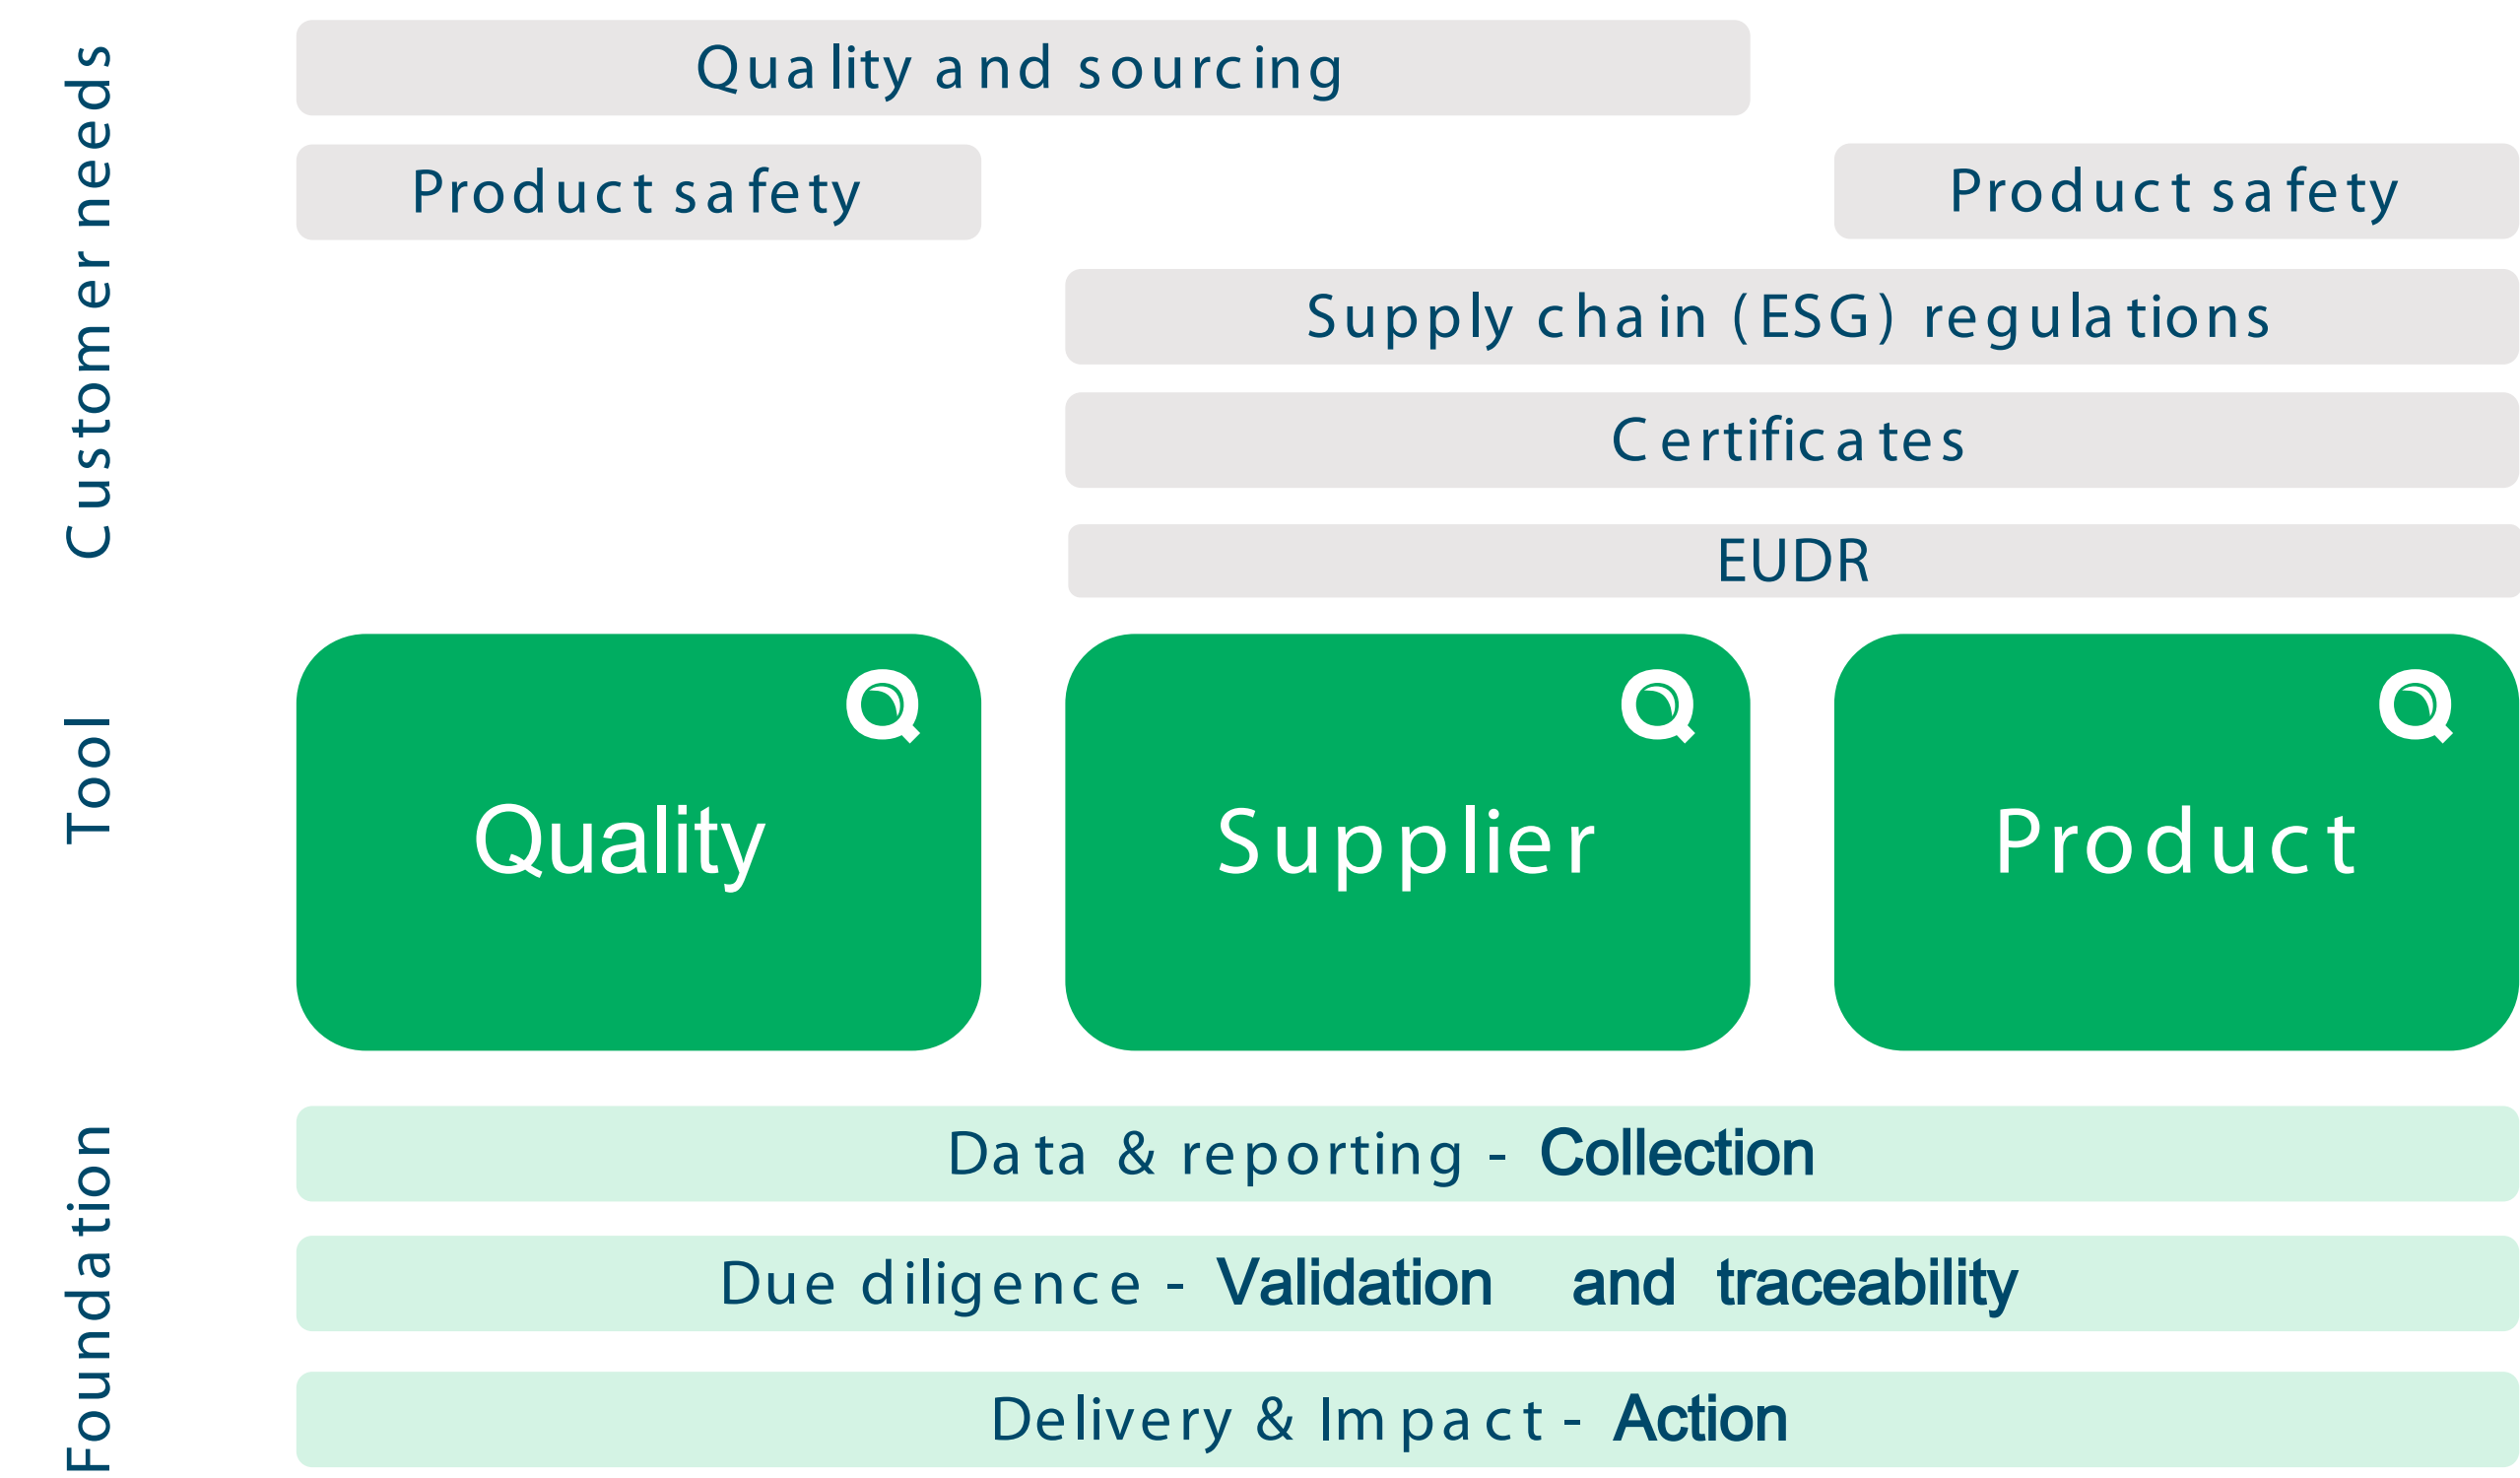 Customer needs
Quality and sourcing
Product safety
Product safety
Supply chain (ESG) regulations
Certificates
EUDR
Tool
Quality
Supplier
Product
Foundation
Data & reporting - Collection
Due diligence - Validation and traceability
Delivery & Impact - Action